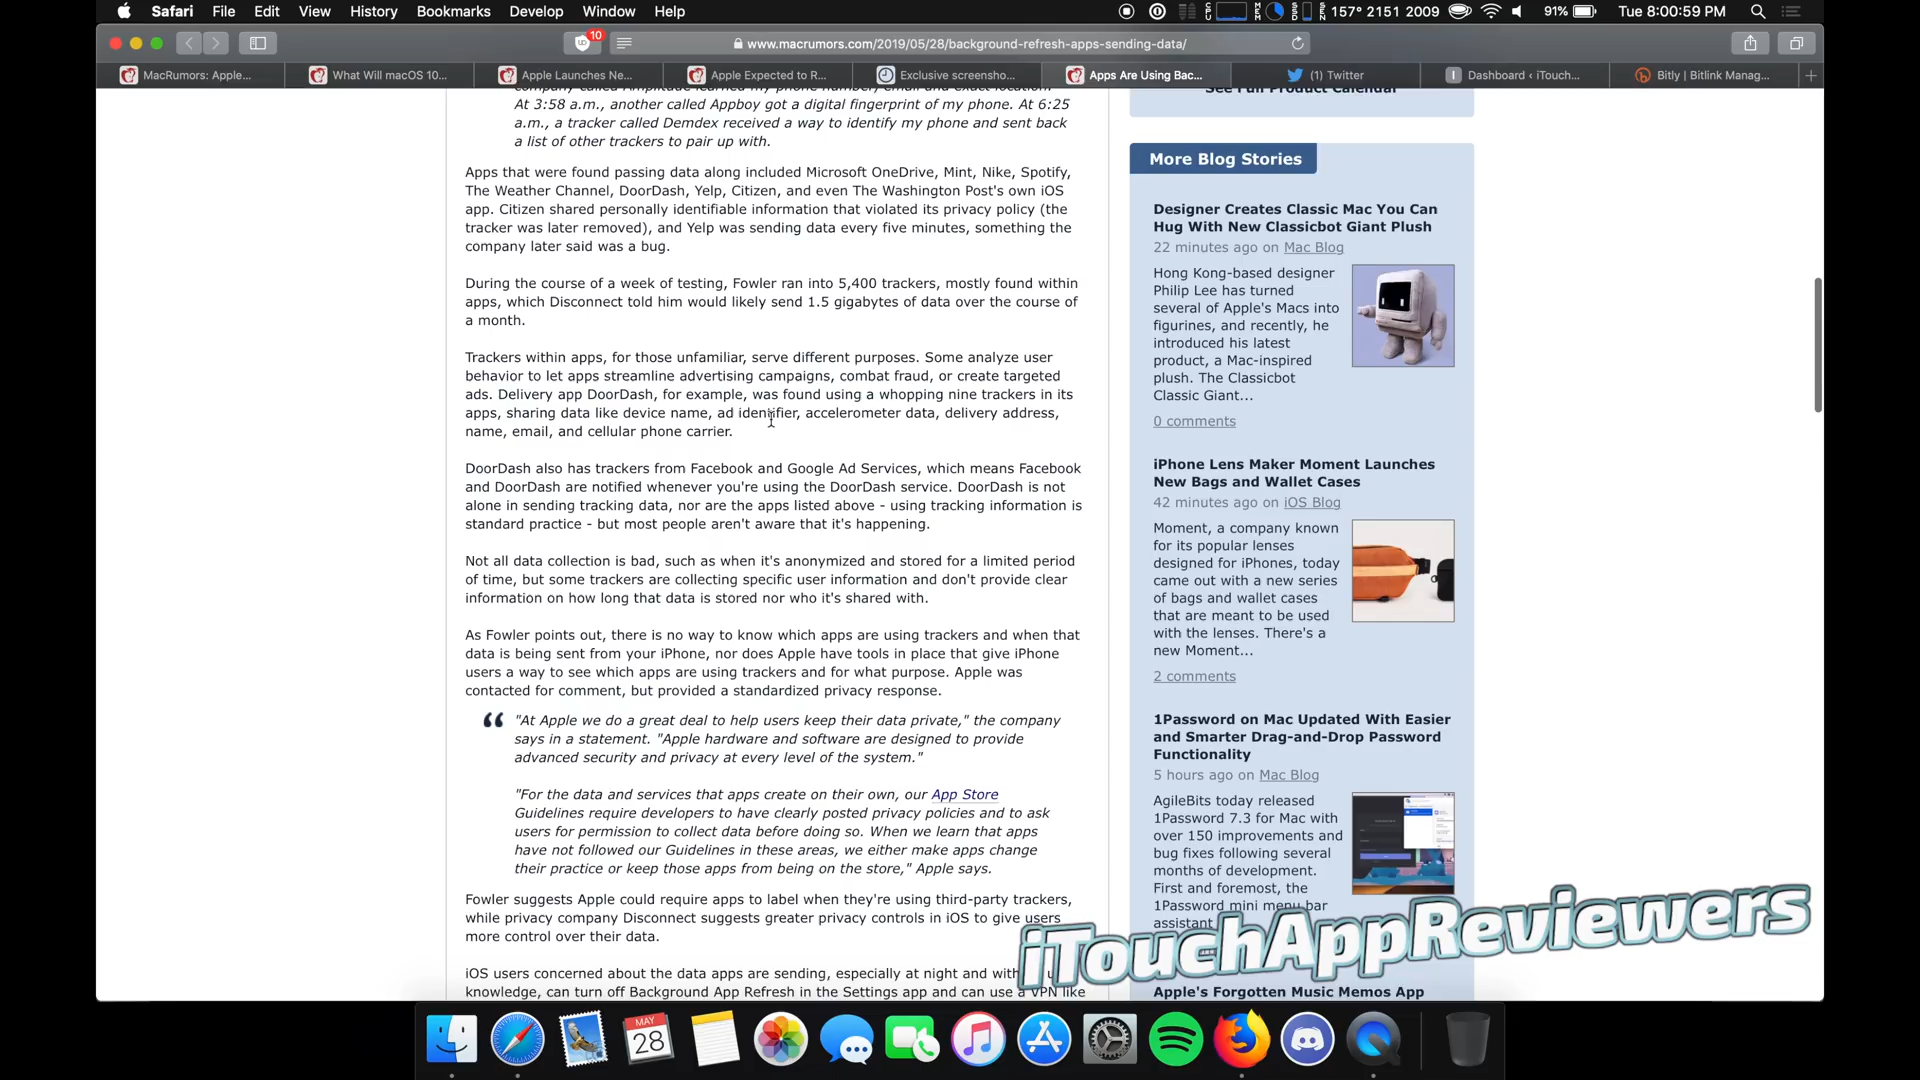 Safari File Edit View History Bookmarks Develop Window Help
CPU MEM SSD SEN 157° 2151 2009 91% Tue 8:00:59 PM
10 www.macrumors.com/2019/05/28/background-refresh-apps-sending-data/
MacRumors: Apple... What Will macOS 10... Apple Launches Ne... Apple Expected to R... Exclusive screensho... Apps Are Using Bac... (1) Twitter Dashboard ‹ iTouch... Bitly | Bitlink Manag...
company called Amplitude learned my phone number, email and exact location.
At 3:58 a.m., another called Appboy got a digital fingerprint of my phone. At 6:25
a.m., a tracker called Demdex received a way to identify my phone and sent back
a list of other trackers to pair up with.
Apps that were found passing data along included Microsoft OneDrive, Mint, Nike, Spotify,
The Weather Channel, DoorDash, Yelp, Citizen, and even The Washington Post's own iOS
app. Citizen shared personally identifiable information that violated its privacy policy (the
tracker was later removed), and Yelp was sending data every five minutes, something the
company later said was a bug.
During the course of a week of testing, Fowler ran into 5,400 trackers, mostly found within
apps, which Disconnect told him would likely send 1.5 gigabytes of data over the course of
a month.
Trackers within apps, for those unfamiliar, serve different purposes. Some analyze user
behavior to let apps streamline advertising campaigns, combat fraud, or create targeted
ads. Delivery app DoorDash, for example, was found using a whopping nine trackers in its
apps, sharing data like device name, ad identifier, accelerometer data, delivery address,
name, email, and cellular phone carrier.
DoorDash also has trackers from Facebook and Google Ad Services, which means Facebook
and DoorDash are notified whenever you're using the DoorDash service. DoorDash is not
alone in sending tracking data, nor are the apps listed above - using tracking information is
standard practice - but most people aren't aware that it's happening.
Not all data collection is bad, such as when it's anonymized and stored for a limited period
of time, but some trackers are collecting specific user information and don't provide clear
information on how long that data is stored nor who it's shared with.
As Fowler points out, there is no way to know which apps are using trackers and when that
data is being sent from your iPhone, nor does Apple have tools in place that give iPhone
users a way to see which apps are using trackers and for what purpose. Apple was
contacted for comment, but provided a standardized privacy response.
"At Apple we do a great deal to help users keep their data private," the company
says in a statement. "Apple hardware and software are designed to provide
advanced security and privacy at every level of the system."
"For the data and services that apps create on their own, our App Store
Guidelines require developers to have clearly posted privacy policies and to ask
users for permission to collect data before doing so. When we learn that apps
have not followed our Guidelines in these areas, we either make apps change
their practice or keep those apps from being on the store," Apple says.
Fowler suggests Apple could require apps to label when they're using third-party trackers,
while privacy company Disconnect suggests greater privacy controls in iOS to give users
more control over their data.
iOS users concerned about the data apps are sending, especially at night and with
knowledge, can turn off Background App Refresh in the Settings app and can use a VPN like
See Full Product Calendar
More Blog Stories
Designer Creates Classic Mac You Can
Hug With New Classicbot Giant Plush
22 minutes ago on Mac Blog
Hong Kong-based designer
Philip Lee has turned
several of Apple's Macs into
figurines, and recently, he
introduced his latest
product, a Mac-inspired
plush. The Classicbot
Classic Giant...
0 comments
iPhone Lens Maker Moment Launches
New Bags and Wallet Cases
42 minutes ago on iOS Blog
Moment, a company known
for its popular lenses
designed for iPhones, today
came out with a new series
of bags and wallet cases
that are meant to be used
with the lenses. There's a
new Moment...
2 comments
1Password on Mac Updated With Easier
and Smarter Drag-and-Drop Password
Functionality
5 hours ago on Mac Blog
AgileBits today released
1Password 7.3 for Mac with
over 150 improvements and
bug fixes following several
months of development.
First and foremost, the
1Password mini menu bar
assistant
Apple's Forgotten Music Memos App
iTouchAppReviewers
MAY
28